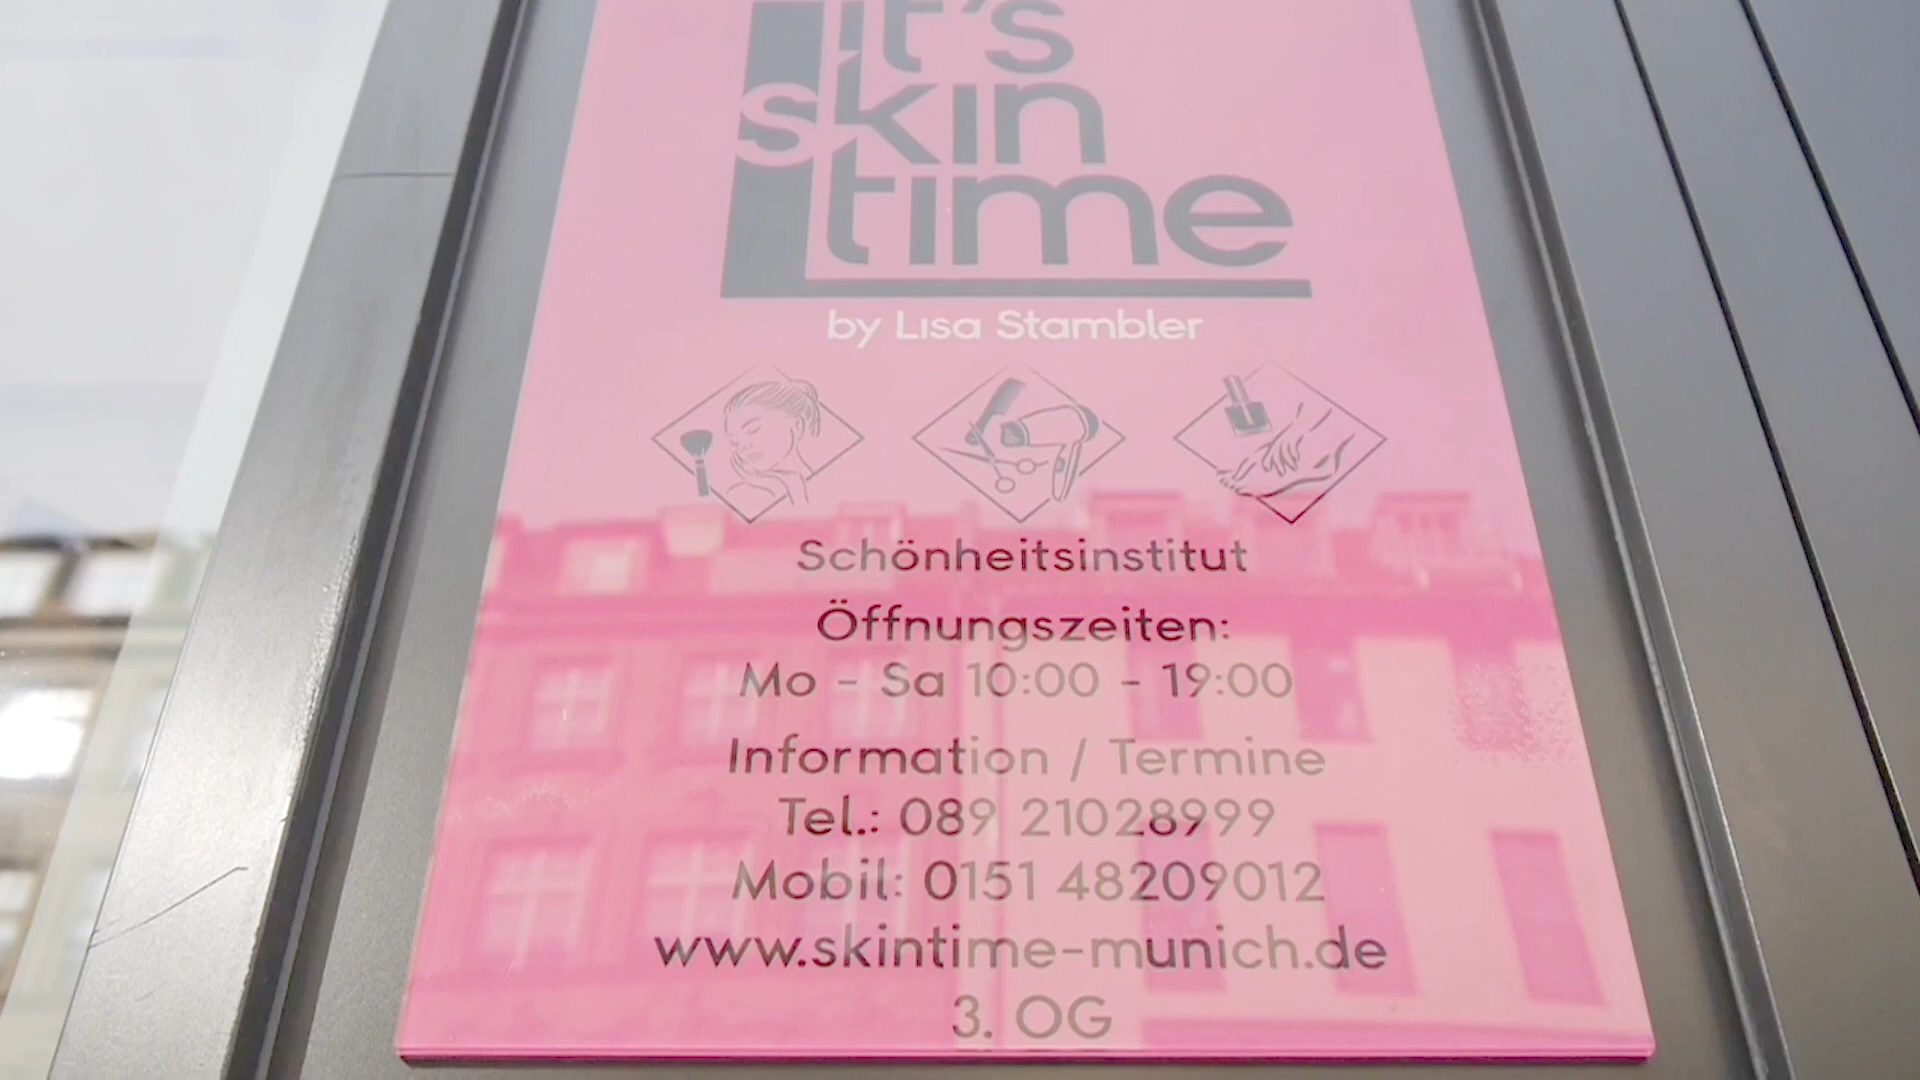 it's
skin
time
by Lisa Stambler
Schönheitsinstitut
Öffnungszeiten:
Mo - Sa 10:00 - 19:00
Information / Termine
Tel.: 089 21028999
Mobil: 0151 48209012
www.skintime-munich.de
3. OG